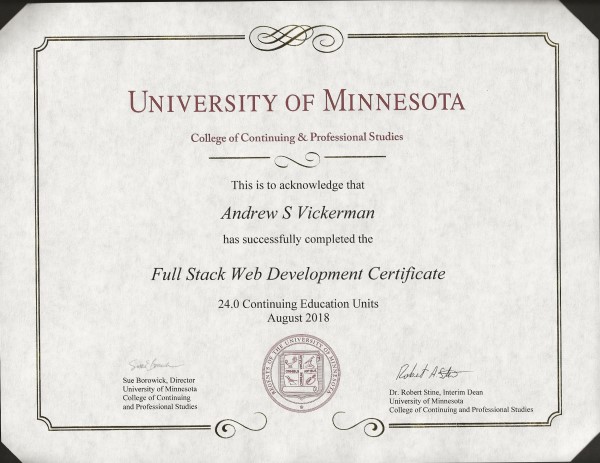 UNIVERSITY OF MINNESOTA
College of Continuing & Professional Studies
This is to acknowledge that
Andrew S Vickerman
has successfully completed the
Full Stack Web Development Certificate
24.0 Continuing Education Units
August 2018
REGENTS OF THE UNIVERSITY OF MINNESOTA
Sue Borowick, Director
University of Minnesota
College of Continuing
and Professional Studies
Robert A Stine
Dr. Robert Stine, Interim Dean
University of Minnesota
College of Continuing and Professional Studies